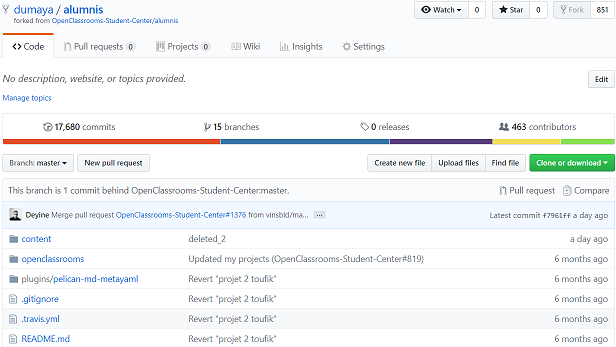 dumaya / alumnis
Watch 0 Star 0 Fork 851
forked from OpenClassrooms-Student-Center/alumnis
Code Pull requests 0 Projects 0 Wiki Insights Settings
No description, website, or topics provided. Edit
Manage topics
17,680 commits 15 branches 0 releases 463 contributors
Branch: master New pull request Create new file Upload files Find file Clone or download
This branch is 1 commit behind OpenClassrooms-Student-Center:master. Pull request Compare
Deyine Merge pull request OpenClassrooms-Student-Center#1376 from vinsbld/ma... ... Latest commit f7961ff a day ago
content deleted_2 a day ago
openclassrooms Updated my projects (OpenClassrooms-Student-Center#819) 6 months ago
plugins/pelican-md-metayaml Revert "projet 2 toufik" 6 months ago
.gitignore Revert "projet 2 toufik" 6 months ago
.travis.yml Revert "projet 2 toufik" 6 months ago
README.md Revert "projet 2 toufik" 6 months ago